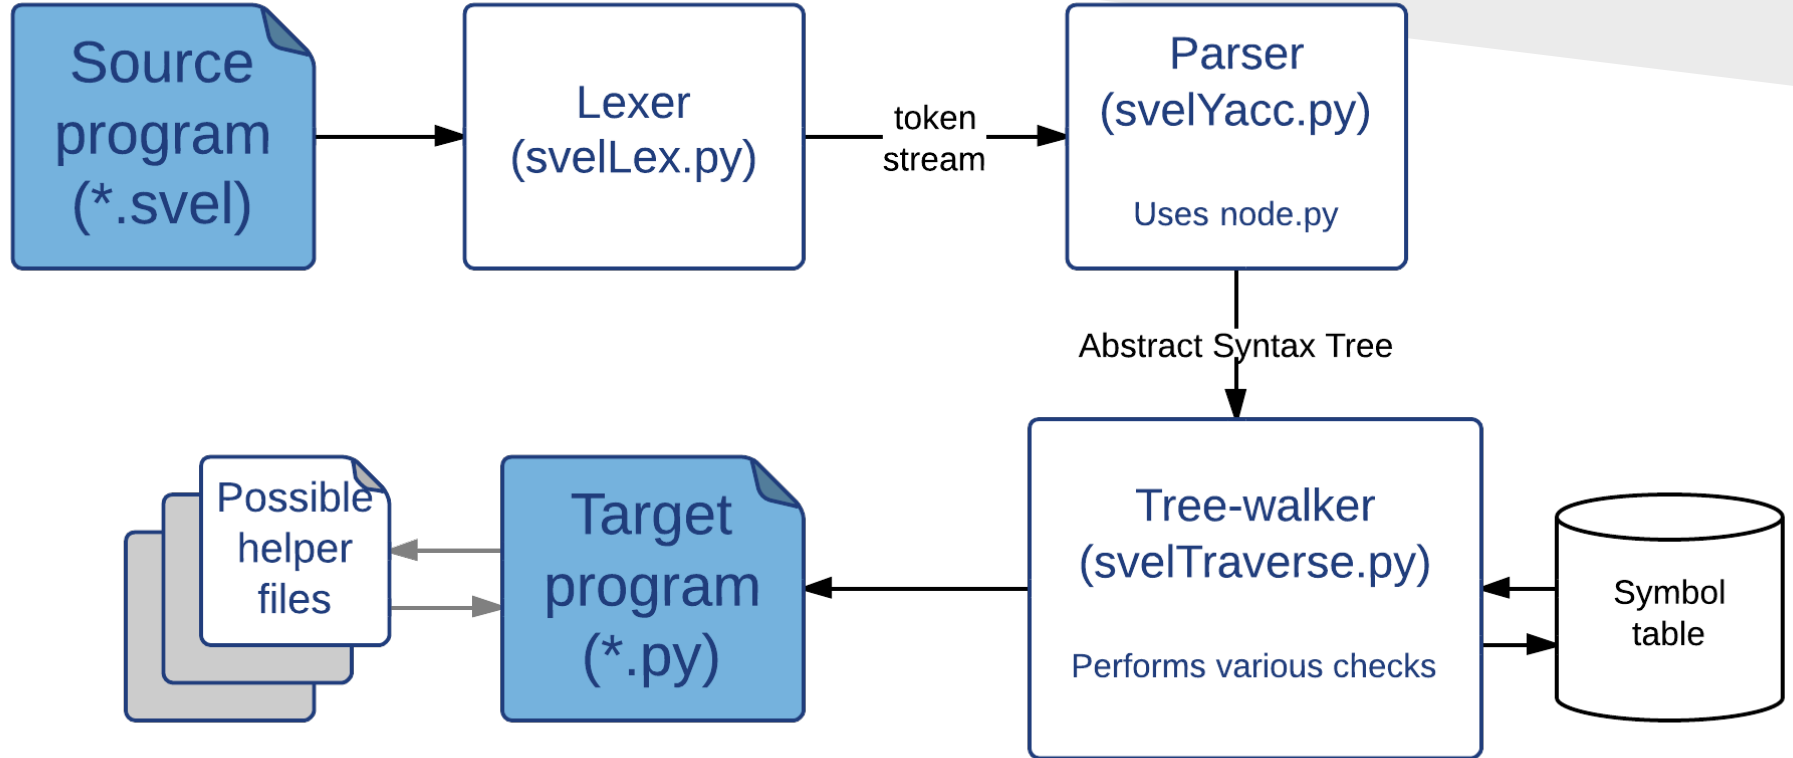 Source
program
(*.svel)
Lexer
(svelLex.py)
token
stream
Parser
(svelYacc.py)
Uses node.py
Abstract Syntax Tree
Possible
helper
files
Target
program
(*.py)
Tree-walker
(svelTraverse.py)
Performs various checks
Symbol
table